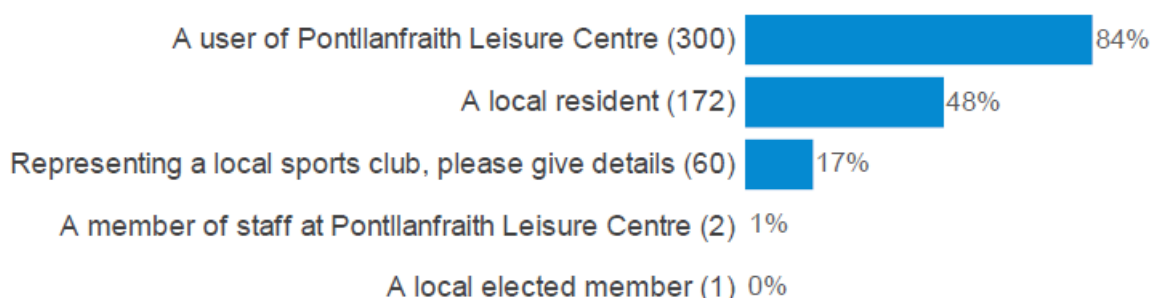 A user of Pontllanfraith Leisure Centre (300) 84%
A local resident (172) 48%
Representing a local sports club, please give details (60) 17%
A member of staff at Pontllanfraith Leisure Centre (2) 1%
A local elected member (1) 0%